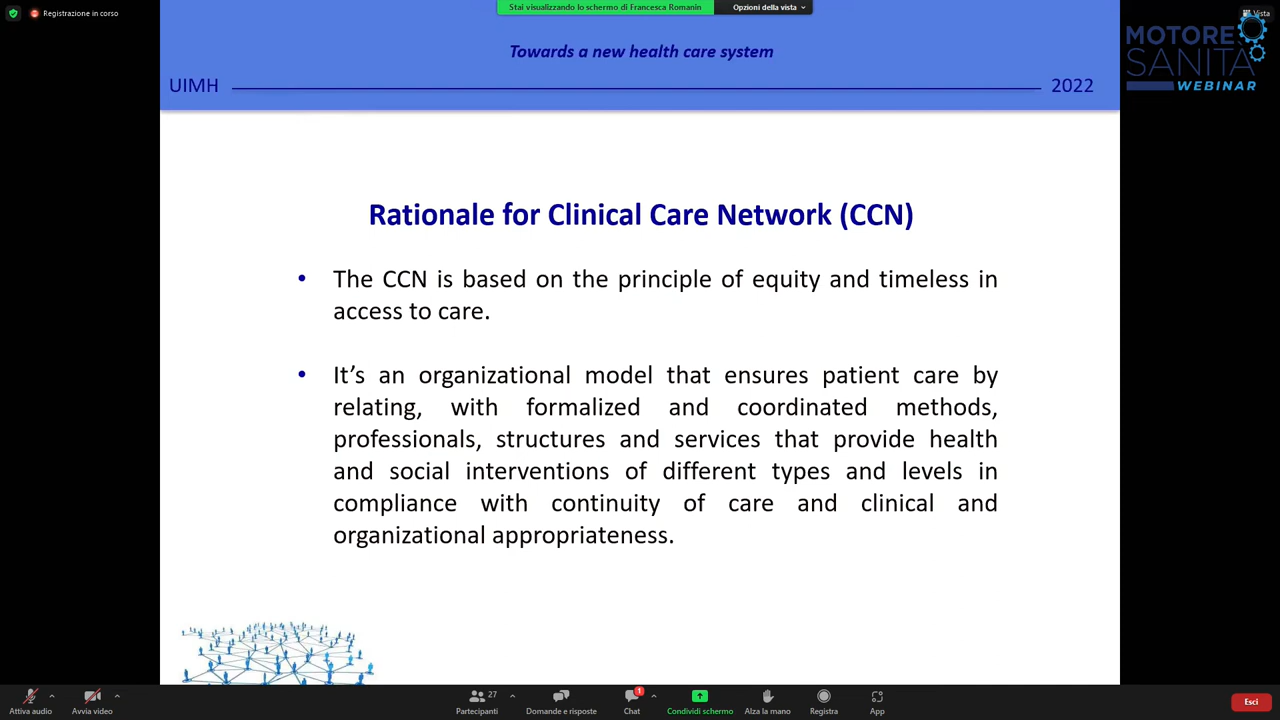 Registrazione in corso
Stai visualizzando lo schermo di Francesca Romanin
Opzioni della vista
Vista
MOTORE
SANITÀ
WEBINAR
Towards a new health care system
UIMH
2022
Rationale for Clinical Care Network (CCN)
• The CCN is based on the principle of equity and timeless in
access to care.
• It’s an organizational model that ensures patient care by
relating, with formalized and coordinated methods,
professionals, structures and services that provide health
and social interventions of different types and levels in
compliance with continuity of care and clinical and
organizational appropriateness.
Attiva audio
Avvia video
27
Partecipanti
Domande e risposte
1
Chat
Condividi schermo
Alza la mano
Registra
App
Esci